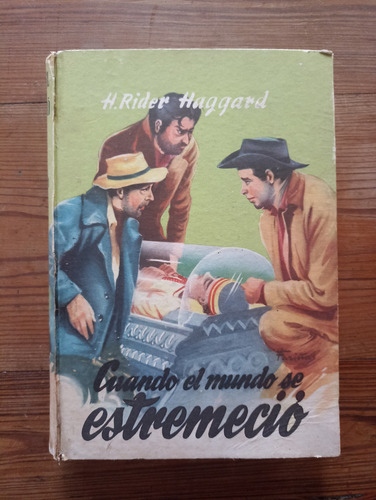 H. Rider Haggard
Cuando el mundo se
estremeció